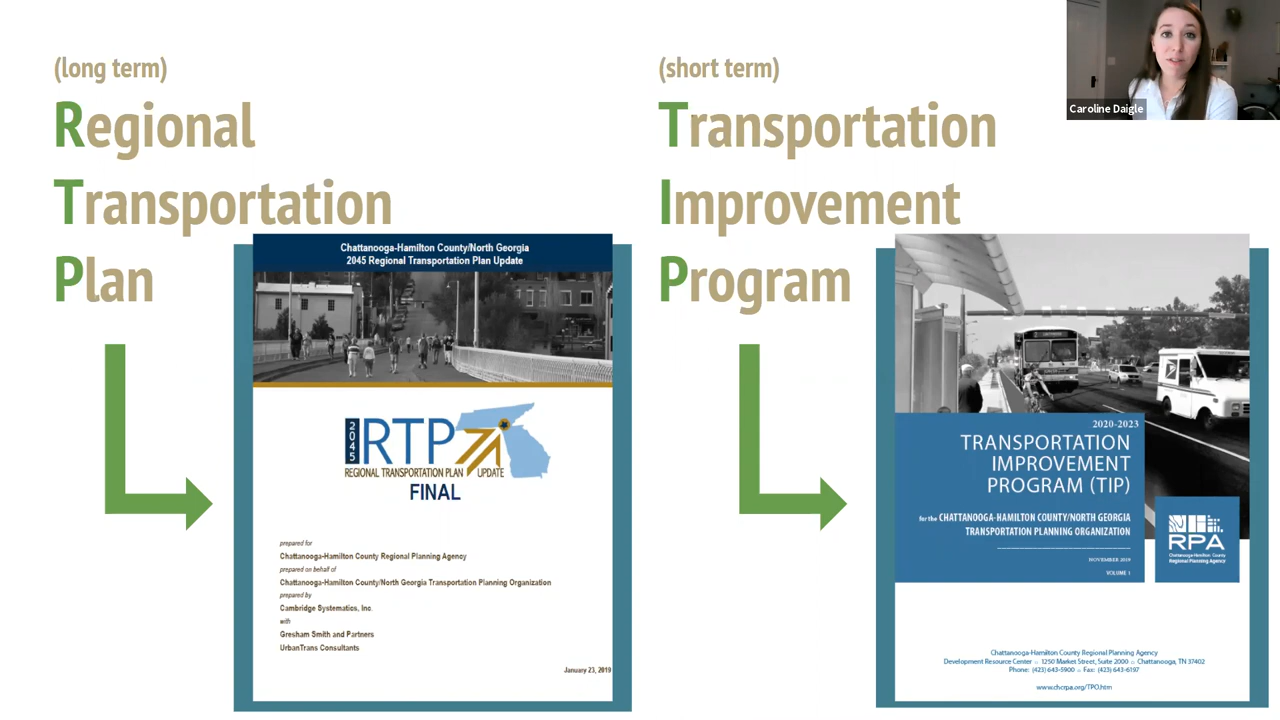 (long term)
Regional
Transportation
Plan
Chattanooga-Hamilton County/North Georgia
2045 Regional Transportation Plan Update
2045
RTP
REGIONAL TRANSPORTATION PLAN UPDATE
FINAL
prepared for
Chattanooga-Hamilton County Regional Planning Agency
prepared on behalf of
Chattanooga-Hamilton County/North Georgia Transportation Planning Organization
prepared by
Cambridge Systematics, Inc.
with
Gresham Smith and Partners
UrbanTrans Consultants
January 23, 2019
(short term)
Transportation
Improvement
Program
2020-2023
TRANSPORTATION
IMPROVEMENT
PROGRAM (TIP)
for the CHATTANOOGA-HAMILTON COUNTY/NORTH GEORGIA
TRANSPORTATION PLANNING ORGANIZATION
NOVEMBER 2019
VOLUME 1
RPA
Chattanooga-Hamilton County
Regional Planning Agency
Chattanooga-Hamilton County Regional Planning Agency
Development Resource Center :: 1250 Market Street, Suite 2000 :: Chattanooga, TN 37402
Phone: (423) 643-5900 :: Fax: (423) 643-6197
www.chcrpa.org/TPO.htm
Caroline Daigle